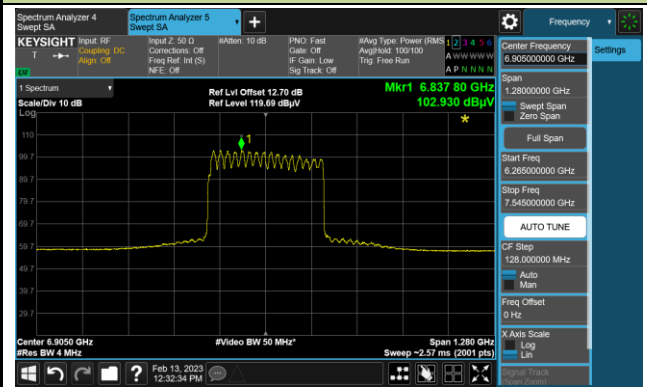 Spectrum Analyzer 4
Swept SA
Spectrum Analyzer 5
Swept SA
+
Frequency
KEYSIGHT
T
LXI
Input: RF
Coupling: DC
Align: Off
Input Z: 50 Ω
Corrections: Off
Freq Ref: Int (S)
NFE: Off
#Atten: 10 dB
PNO: Fast
Gate: Off
IF Gain: Low
Sig Track: Off
#Avg Type: Power (RMS
Avg|Hold: 100/100
Trig: Free Run
1 2 3 4 5 6
A W W W W W
A P N N N N
1 Spectrum
Scale/Div 10 dB
Log
Ref Lvl Offset 12.70 dB
Ref Level 119.69 dBµV
Mkr1 6.837 80 GHz
102.930 dBµV
1
110
99.7
89.7
79.7
69.7
59.7
49.7
39.7
29.7
Center 6.9050 GHz
#Res BW 4 MHz
#Video BW 50 MHz*
Span 1.280 GHz
Sweep ~2.57 ms (2001 pts)
Center Frequency
6.905000000 GHz
Settings
Span
1.28000000 GHz
Swept Span
Zero Span
Full Span
Start Freq
6.265000000 GHz
Stop Freq
7.545000000 GHz
AUTO TUNE
CF Step
128.000000 MHz
Auto
Man
Freq Offset
0 Hz
X Axis Scale
Log
Lin
Signal Track
(Span Zoom)
?
Feb 13, 2023
12:32:34 PM